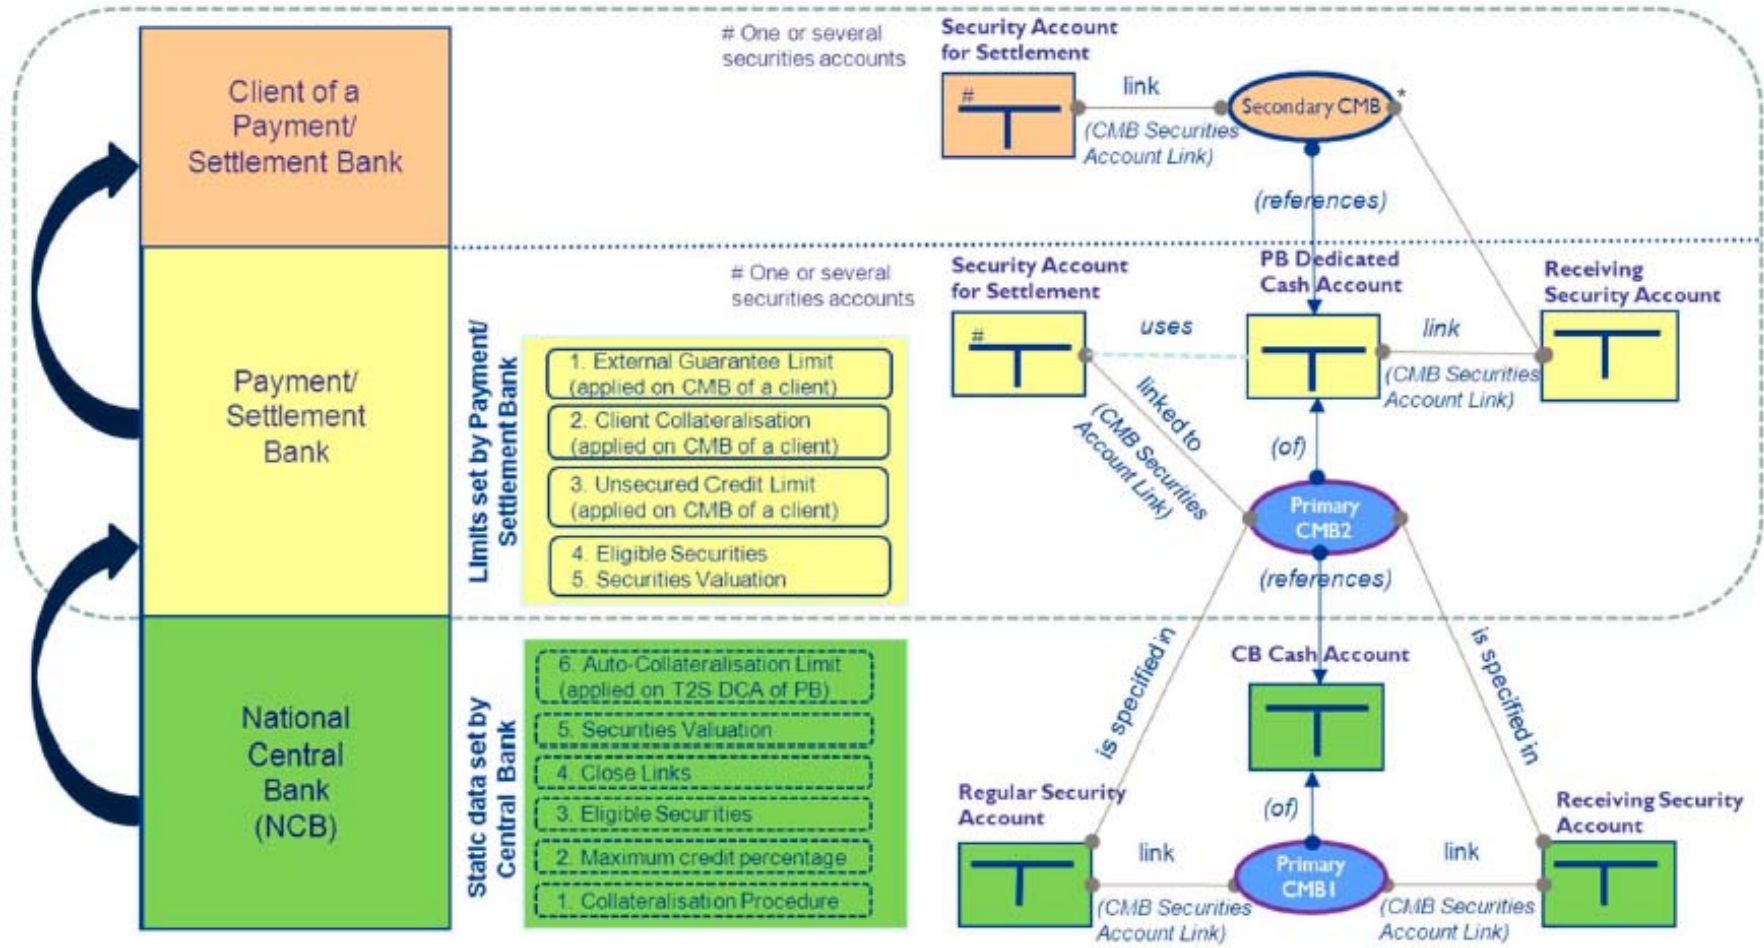 Client of a
Payment/
Settlement Bank
# One or several
securities accounts
Security Account
for Settlement
#
link
(CMB Securities
Account Link)
Secondary CMB
*
(references)
Payment/
Settlement
Bank
Limits set by Payment/
Settlement Bank
# One or several
securities accounts
1. External Guarantee Limit
(applied on CMB of a client)
2. Client Collateralisation
(applied on CMB of a client)
3. Unsecured Credit Limit
(applied on CMB of a client)
4. Eligible Securities
5. Securities Valuation
Security Account
for Settlement
#
uses
PB Dedicated
Cash Account
link
(CMB Securities
Account Link)
Receiving
Security Account
linked to
(CMB Securities
Account Link)
(of)
Primary
CMB2
(references)
National
Central
Bank
(NCB)
Static data set by
Central Bank
6. Auto-Collateralisation Limit
(applied on T2S DCA of PB)
5. Securities Valuation
4. Close Links
3. Eligible Securities
2. Maximum credit percentage
1. Collateralisation Procedure
is specified in
CB Cash Account
is specified in
Regular Security
Account
(of)
Receiving Security
Account
link
(CMB Securities
Account Link)
Primary
CMB1
link
(CMB Securities
Account Link)